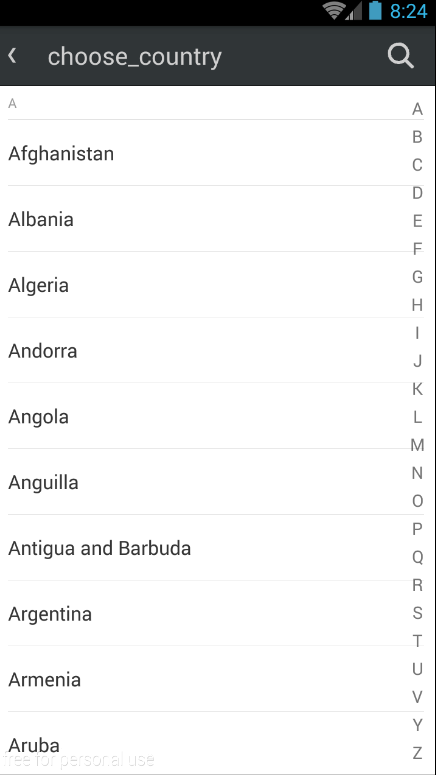 8:24
choose_country
A
Afghanistan
Albania
Algeria
Andorra
Angola
Anguilla
Antigua and Barbuda
Argentina
Armenia
Aruba
free for personal use
A
B
C
D
E
F
G
H
I
J
K
L
M
N
O
P
Q
R
S
T
U
V
Y
Z